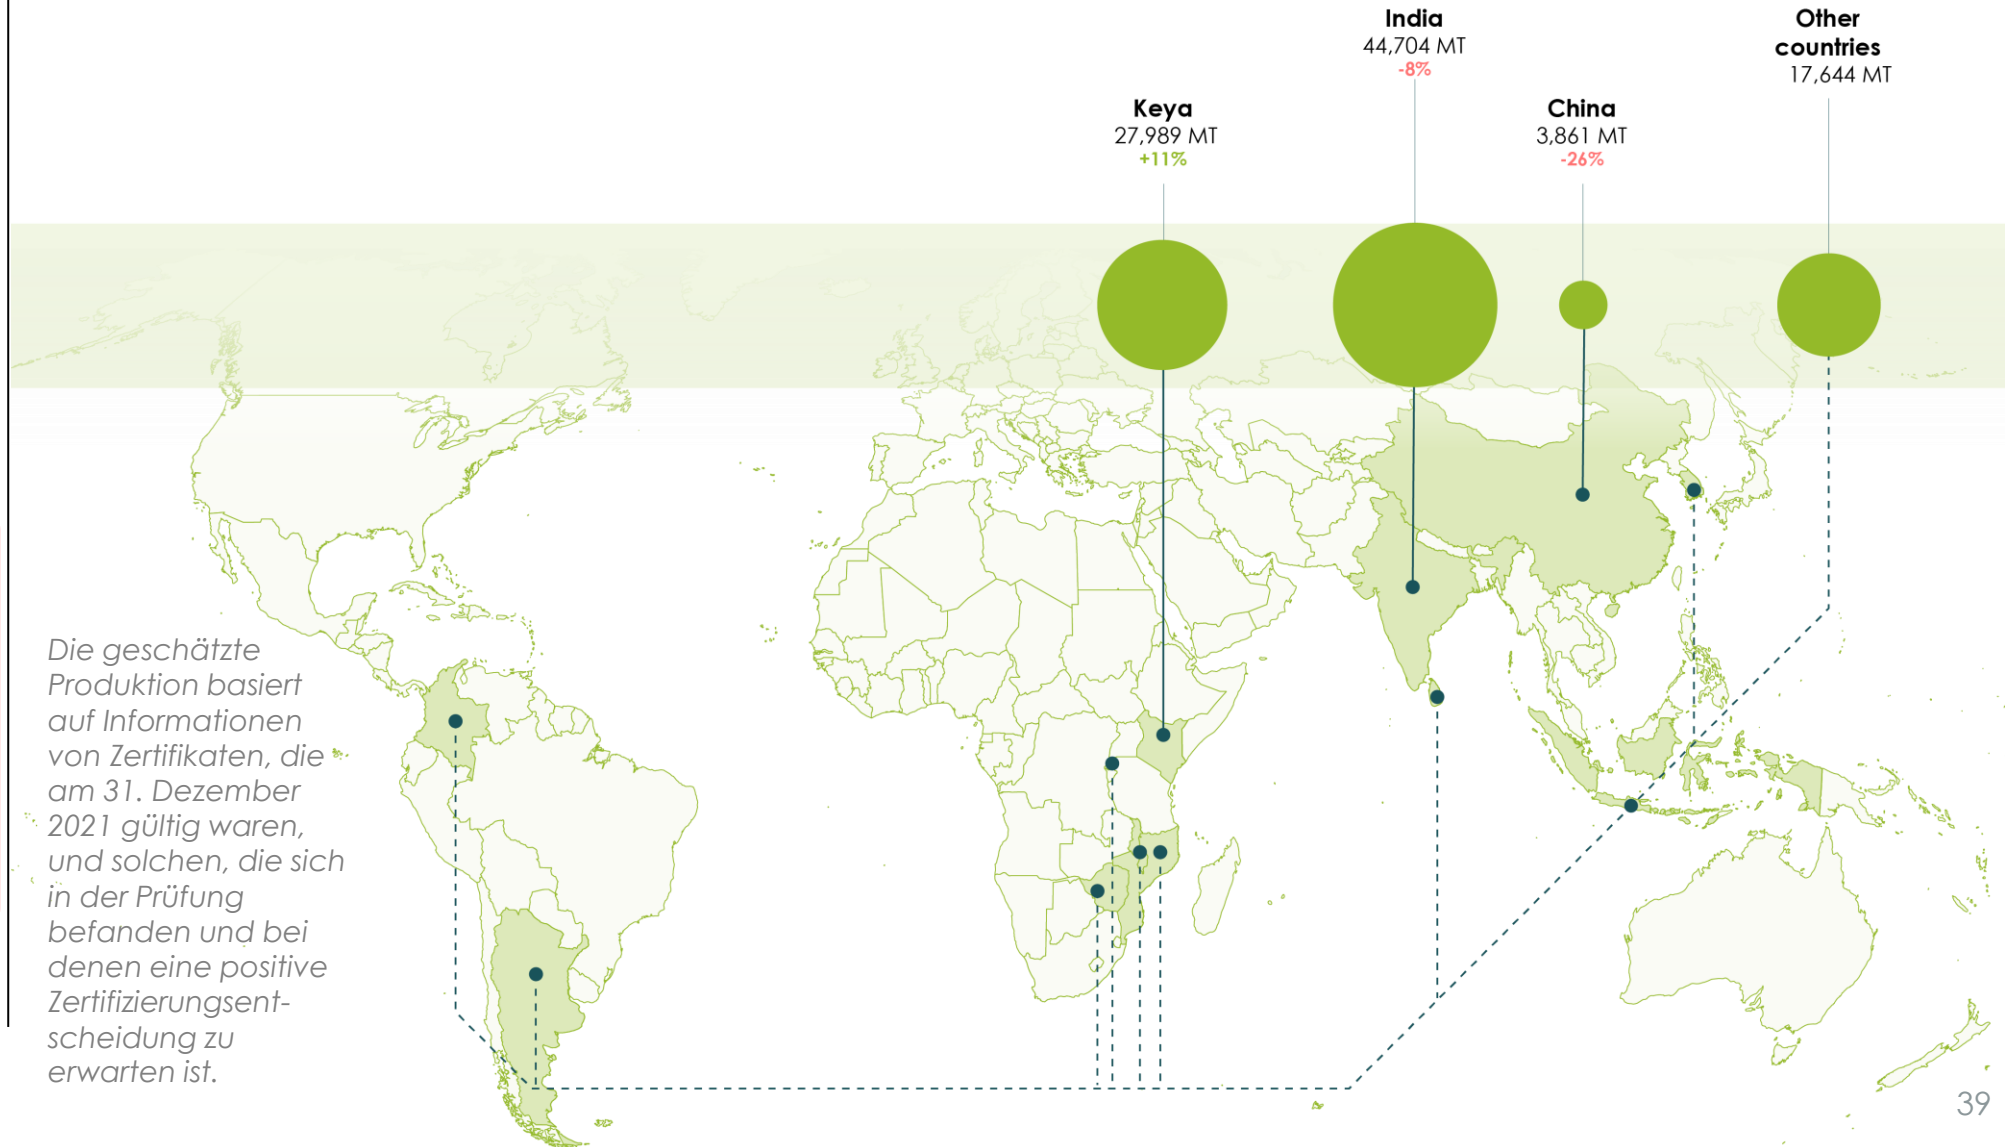 India
44,704 MT
-8%
Other
countries
17,644 MT
Keya
27,989 MT
+11%
China
3,861 MT
-26%
Die geschätzte
Produktion basiert
auf Informationen
von Zertifikaten, die
am 31. Dezember
2021 gültig waren,
und solchen, die sich
in der Prüfung
befanden und bei
denen eine positive
Zertifizierungsent-
scheidung zu
erwarten ist.
39